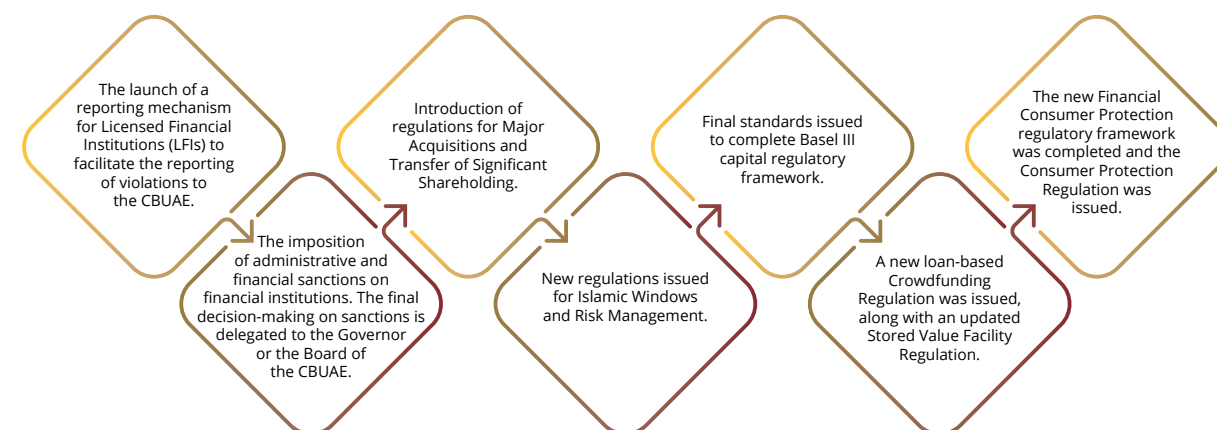 The launch of a
reporting mechanism
for Licensed Financial
Institutions (LFIs) to
facilitate the reporting
of violations to
the CBUAE.
The imposition
of administrative and
financial sanctions on
financial institutions. The final
decision-making on sanctions is
delegated to the Governor
or the Board of
the CBUAE.
Introduction of
regulations for Major
Acquisitions and
Transfer of Significant
Shareholding.
New regulations issued
for Islamic Windows
and Risk Management.
Final standards issued
to complete Basel III
capital regulatory
framework.
A new loan-based
Crowdfunding
Regulation was issued,
along with an updated
Stored Value Facility
Regulation.
The new Financial
Consumer Protection
regulatory framework
was completed and the
Consumer Protection
Regulation was
issued.